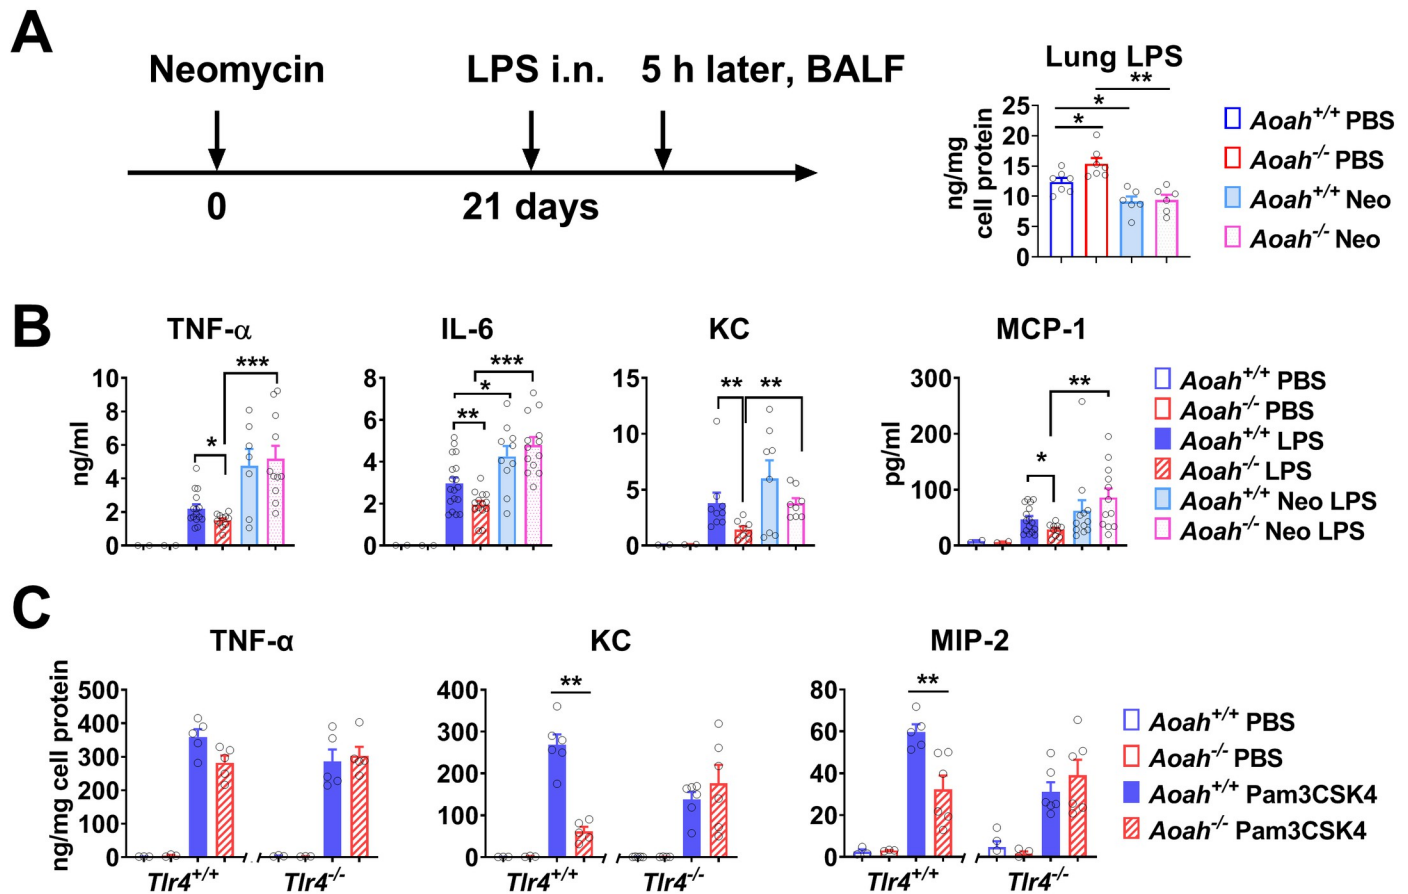 A
Neomycin
LPS i.n.
5 h later, BALF
0
21 days
Lung LPS
ng/mg
cell protein
25
20
15
10
5
0
*
*
**
Aoah+/+ PBS
Aoah-/- PBS
Aoah+/+ Neo
Aoah-/- Neo
B
TNF-α
ng/ml
10
8
6
4
2
0
*
***
IL-6
8
6
4
2
0
**
*
***
KC
15
10
5
0
**
**
MCP-1
pg/ml
300
200
100
0
*
**
Aoah+/+ PBS
Aoah-/- PBS
Aoah+/+ LPS
Aoah-/- LPS
Aoah+/+ Neo LPS
Aoah-/- Neo LPS
C
TNF-α
ng/mg cell protein
500
400
300
200
100
0
Tlr4+/+
Tlr4-/-
KC
400
300
200
100
0
**
Tlr4+/+
Tlr4-/-
MIP-2
80
60
40
20
0
**
Tlr4+/+
Tlr4-/-
Aoah+/+ PBS
Aoah-/- PBS
Aoah+/+ Pam3CSK4
Aoah-/- Pam3CSK4